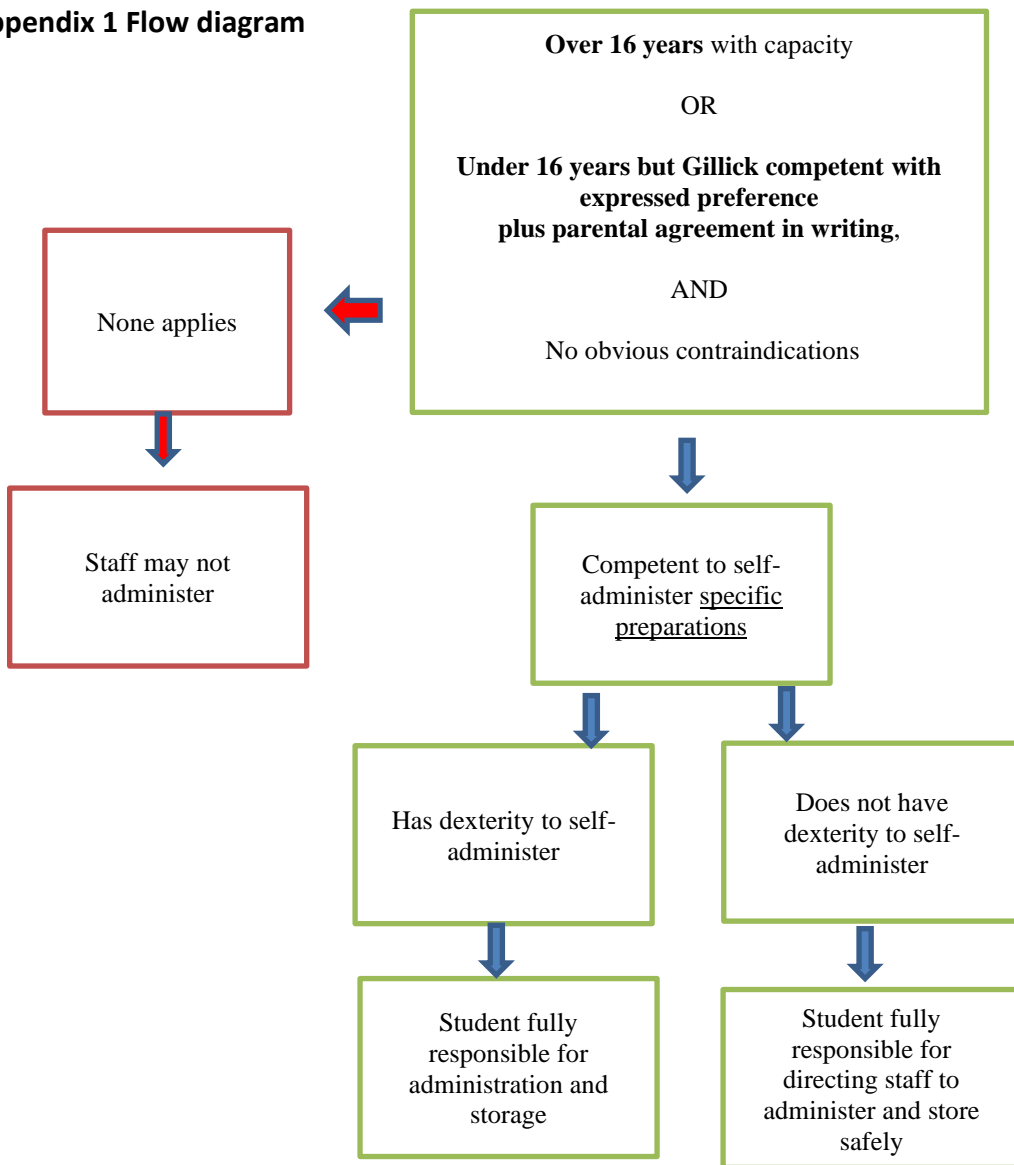 ppendix 1 Flow diagram
Over 16 years with capacity
OR
Under 16 years but Gillick competent with
expressed preference
plus parental agreement in writing,
AND
No obvious contraindications
None applies
Staff may not
administer
Competent to self-
administer specific
preparations
Has dexterity to self-
administer
Does not have
dexterity to self-
administer
Student fully
responsible for
administration and
storage
Student fully
responsible for
directing staff to
administer and store
safely